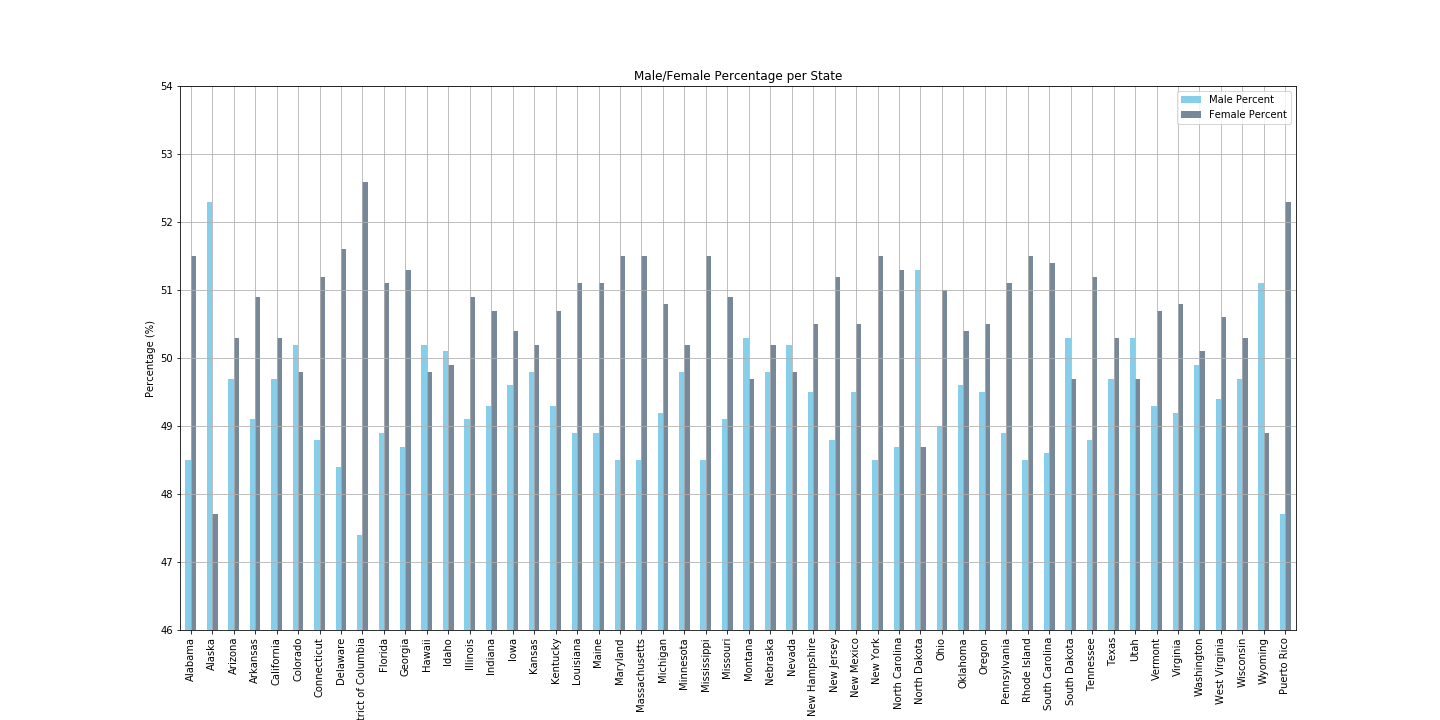 Male/Female Percentage per State
Male Percent
Female Percent
Percentage (%)
54
53
52
51
50
49
48
47
46
Alabama
Alaska
Arizona
Arkansas
California
Colorado
Connecticut
Delaware
trict of Columbia
Florida
Georgia
Hawaii
Idaho
Illinois
Indiana
Iowa
Kansas
Kentucky
Louisiana
Maine
Maryland
Massachusetts
Michigan
Minnesota
Mississippi
Missouri
Montana
Nebraska
Nevada
New Hampshire
New Jersey
New Mexico
New York
North Carolina
North Dakota
Ohio
Oklahoma
Oregon
Pennsylvania
Rhode Island
South Carolina
South Dakota
Tennessee
Texas
Utah
Vermont
Virginia
Washington
West Virginia
Wisconsin
Wyoming
Puerto Rico